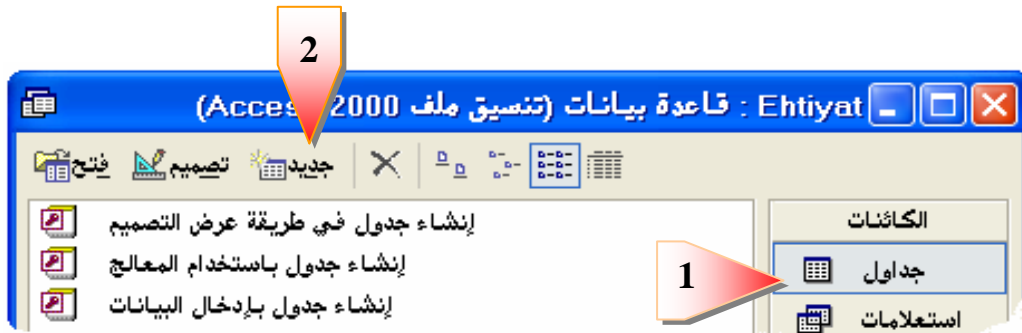 2
Ehtiyat : قاعدة بيانات (تنسيق ملف Access 2000)
فتح تصميم جديد
الكائنات
إنشاء جدول في طريقة عرض التصميم
جداول
1
إنشاء جدول باستخدام المعالج
استعلامات
إنشاء جدول بإدخال البيانات